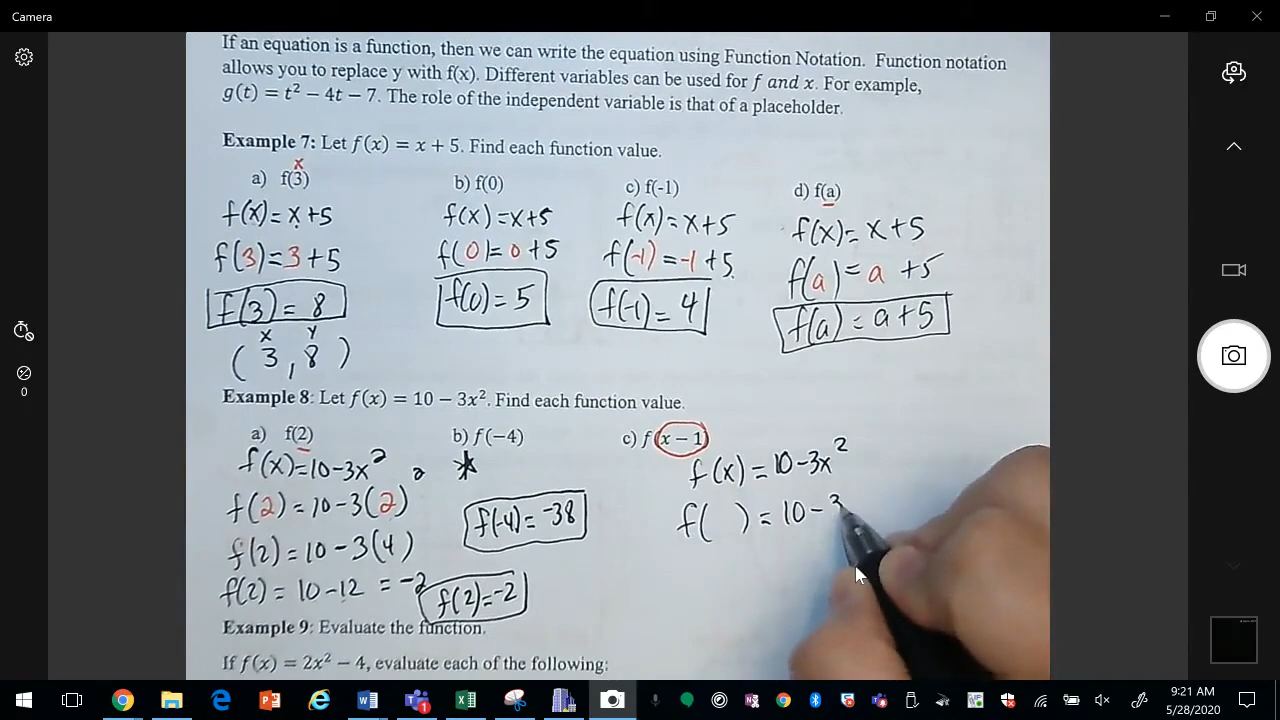 Camera
If an equation is a function, then we can write the equation using Function Notation. Function notation
allows you to replace y with f(x). Different variables can be used for f and x. For example,
g(t) = t² − 4t − 7. The role of the independent variable is that of a placeholder.
Example 7: Let f(x) = x + 5. Find each function value.
x
a) f(3)
f(x)=x+5
f(3)=3+5
f(3)=8
x y
(3,8)
b) f(0)
f(x)=x+5
f(0)=0+5
f(0)=5
c) f(-1)
f(x)=x+5
f(-1)=-1+5
f(-1)=4
d) f(a)
f(x)=x+5
f(a)=a+5
f(a)=a+5
Example 8: Let f(x) = 10 − 3x². Find each function value.
a) f(2)
f(x)=10-3x²
f(2)=10-3(2)²
f(2)=10-3(4)
f(2)=10-12 =-2
f(2)=-2
b) f(−4)
f(-4)=-38
c) f(x − 1)
f(x)=10-3x²
f( )=10-3
Example 9: Evaluate the function.
If f(x) = 2x² − 4, evaluate each of the following:
0
1
9:21 AM
5/28/2020